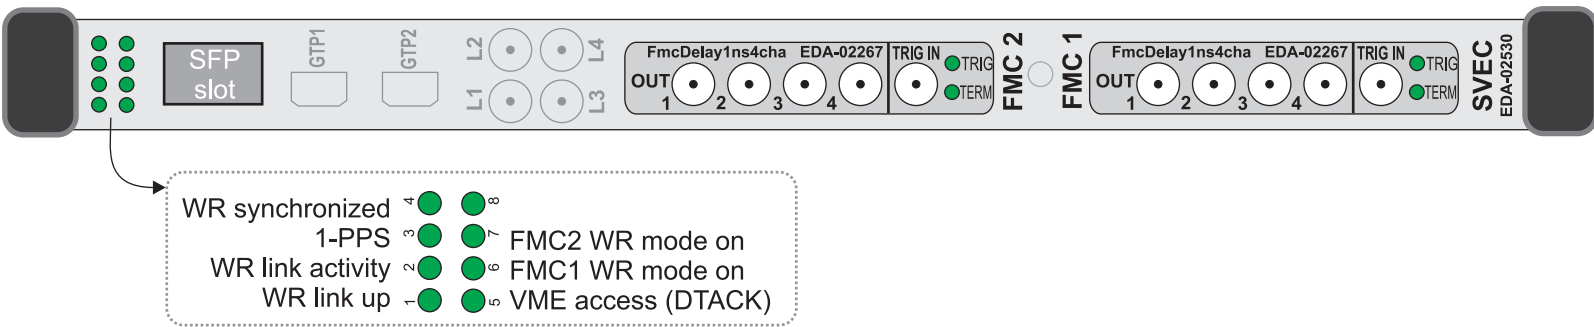 SFP
slot
GTP1
GTP2
L2
L4
L1
L3
FmcDelay1ns4cha EDA-02267
OUT
1 2 3 4
TRIG IN
TRIG
TERM
FMC 2
FMC 1
FmcDelay1ns4cha EDA-02267
OUT
1 2 3 4
TRIG IN
TRIG
TERM
SVEC
EDA-02530
WR synchronized 4 8
1-PPS 3 7 FMC2 WR mode on
WR link activity 2 6 FMC1 WR mode on
WR link up 1 5 VME access (DTACK)